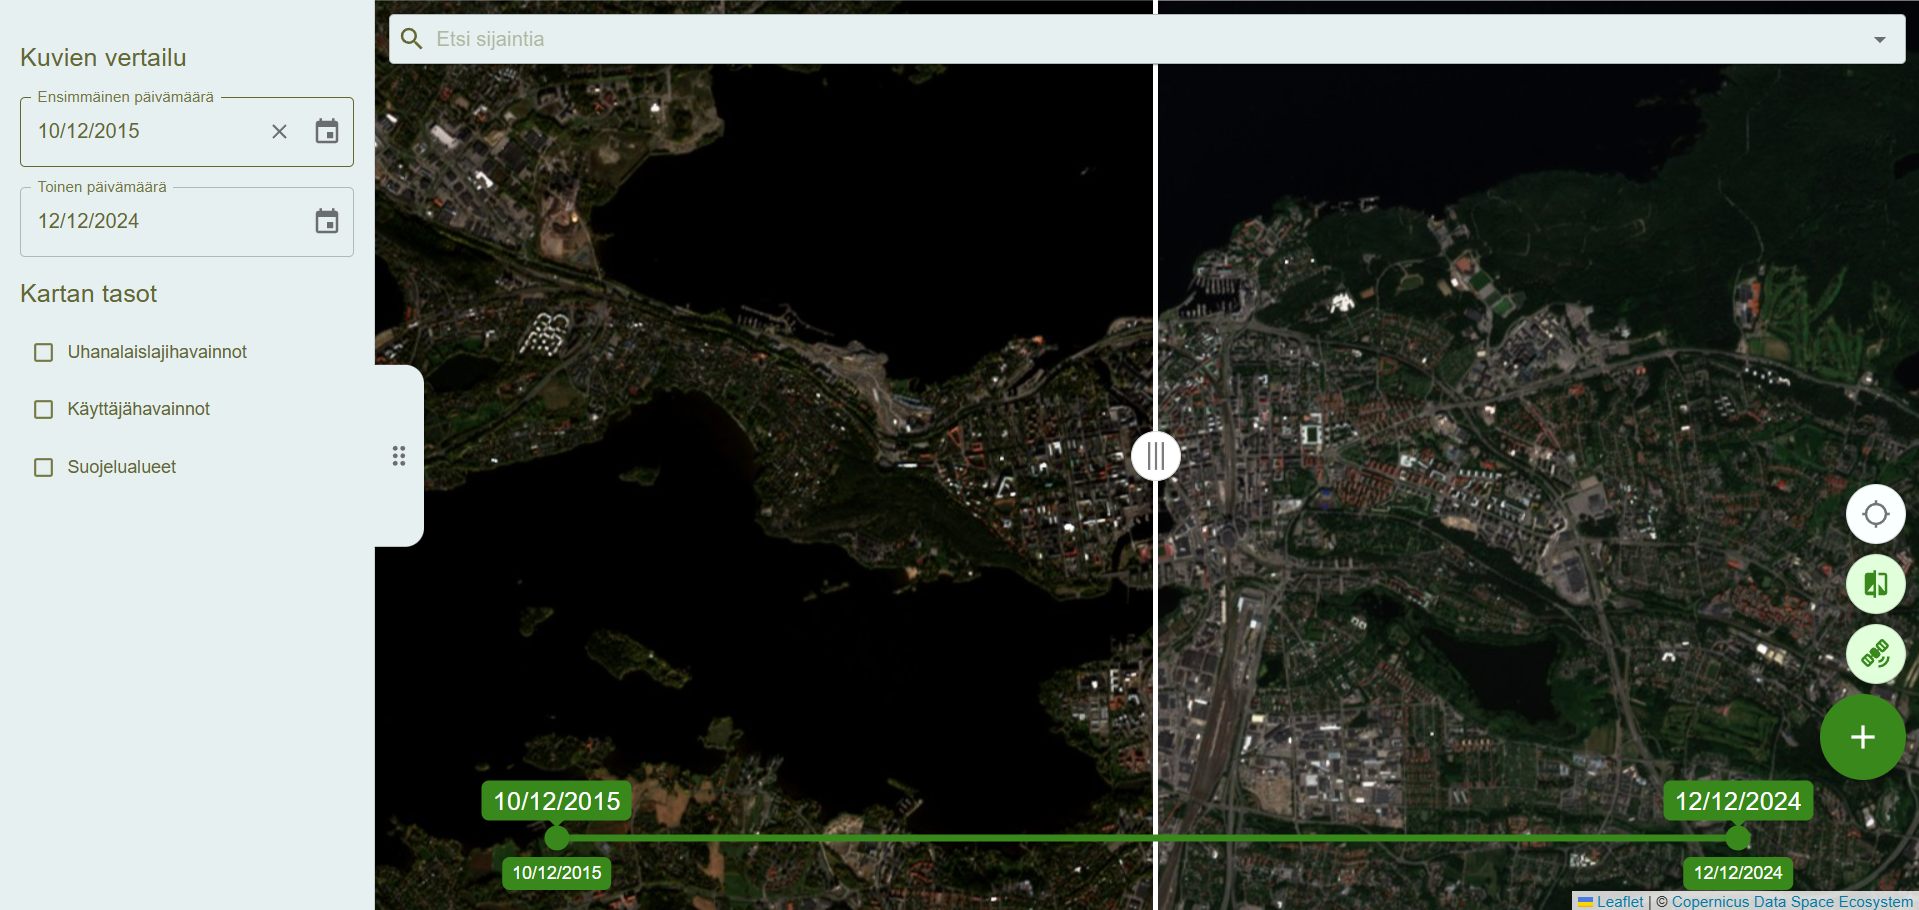 Kuvien vertailu
Ensimmäinen päivämäärä
10/12/2015
Toinen päivämäärä
12/12/2024
Kartan tasot
Uhanalaislajihavainnot
Käyttäjähavainnot
Suojelualueet
Etsi sijaintia
10/12/2015
12/12/2024
10/12/2015
12/12/2024
Leaflet | © Copernicus Data Space Ecosystem